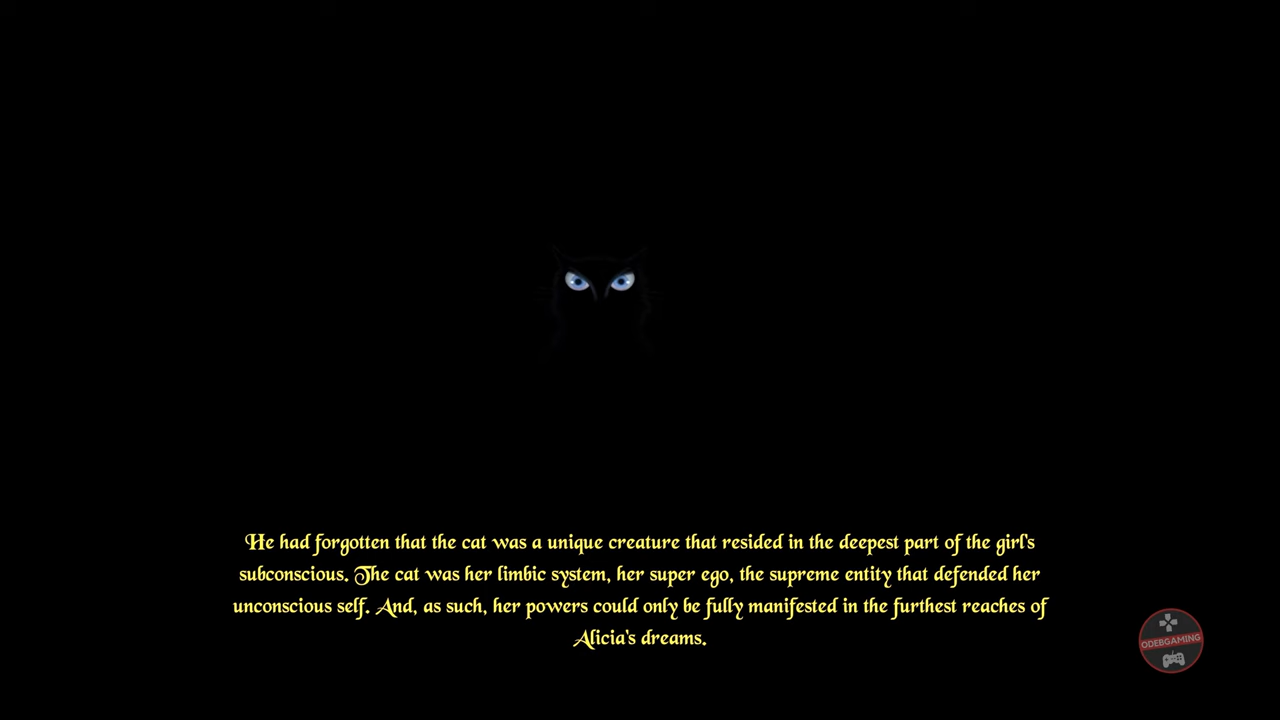 He had forgotten that the cat was a unique creature that resided in the deepest part of the girl's
subconscious. The cat was her limbic system, her super ego, the supreme entity that defended her
unconscious self. And, as such, her powers could only be fully manifested in the furthest reaches of
Alicia's dreams.
ODEBGAMING